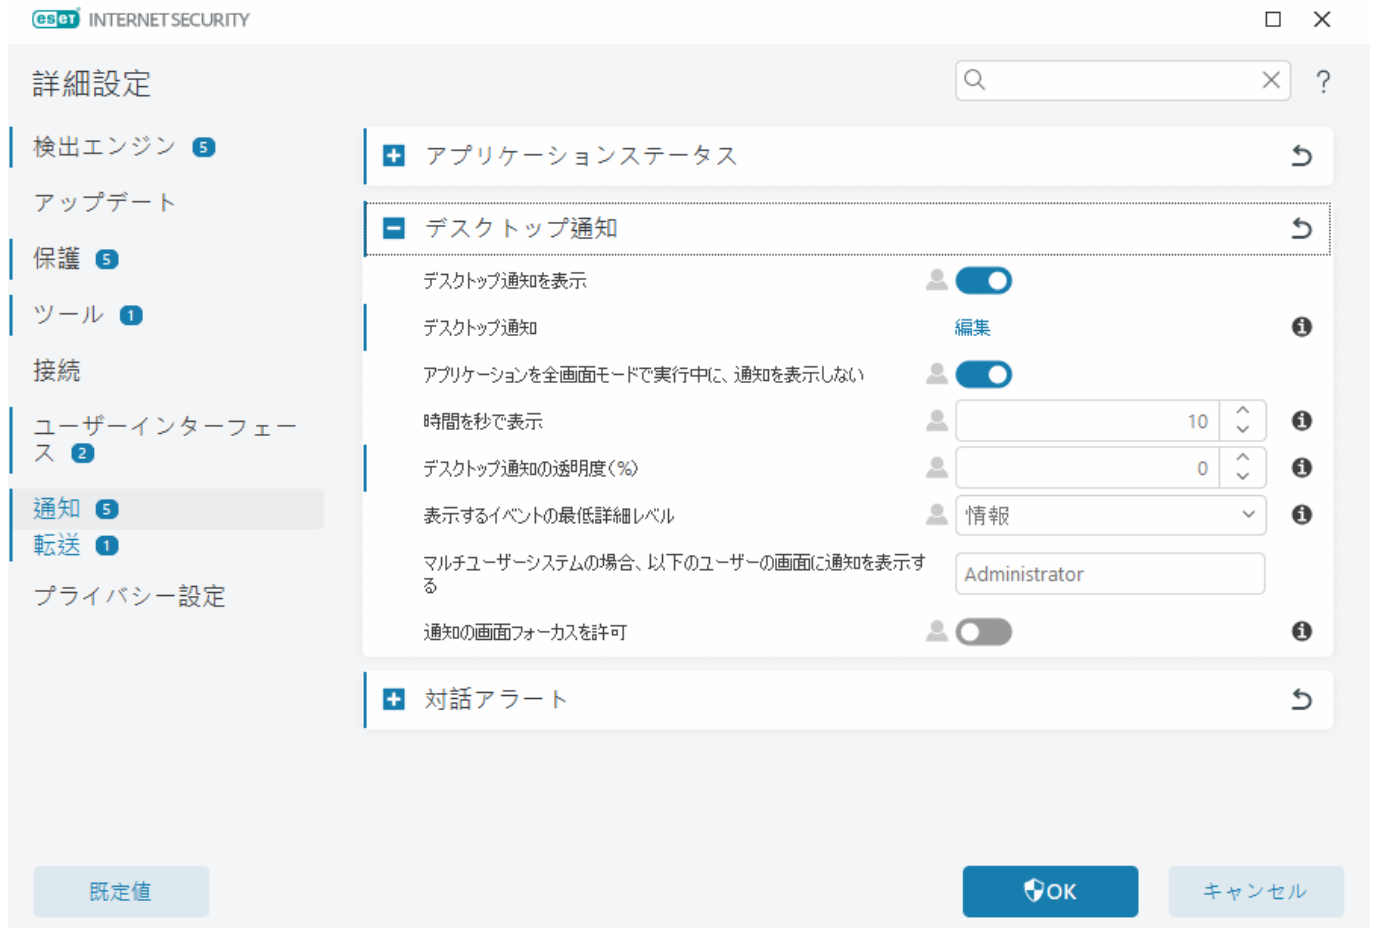 eset INTERNET SECURITY
詳細設定
?
検出エンジン 5
アップデート
保護 5
ツール 1
接続
ユーザーインターフェー
ス 2
通知 5
転送 1
プライバシー設定
アプリケーションステータス
デスクトップ通知
デスクトップ通知を表示
デスクトップ通知 編集
アプリケーションを全画面モードで実行中に、通知を表示しない
時間を秒で表示 10
デスクトップ通知の透明度(%) 0
表示するイベントの最低詳細レベル 情報
マルチユーザーシステムの場合、以下のユーザーの画面に通知を表示す
る
Administrator
通知の画面フォーカスを許可
対話アラート
既定値
OK
キャンセル